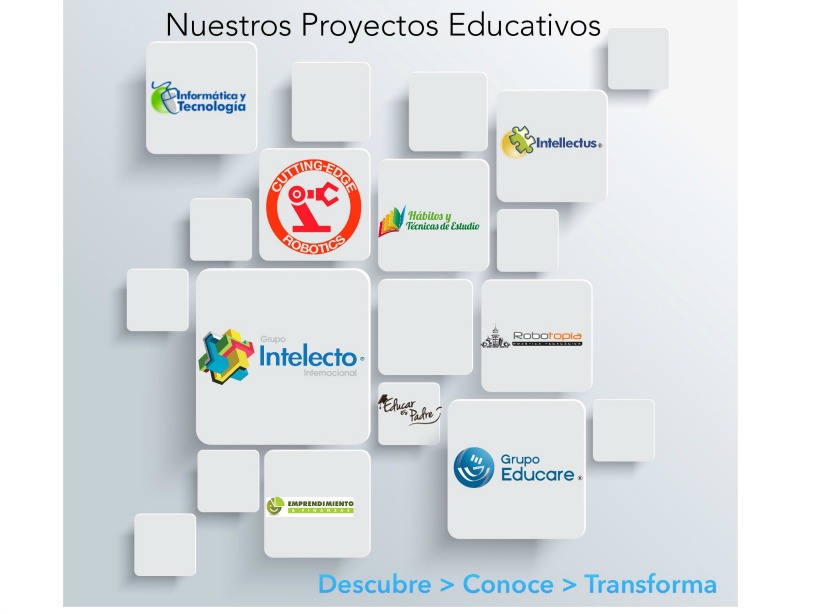 Nuestros Proyectos Educativos
Informática y
Tecnología
Intellectus®
CUTTING-EDGE
ROBOTICS
Hábitos y
Técnicas de Estudio
Grupo
Intelecto®
Internacional
Robotopia
Educar
es Padre
Grupo
Educare®
EMPRENDIMIENTO
& FINANZAS
Descubre > Conoce > Transforma